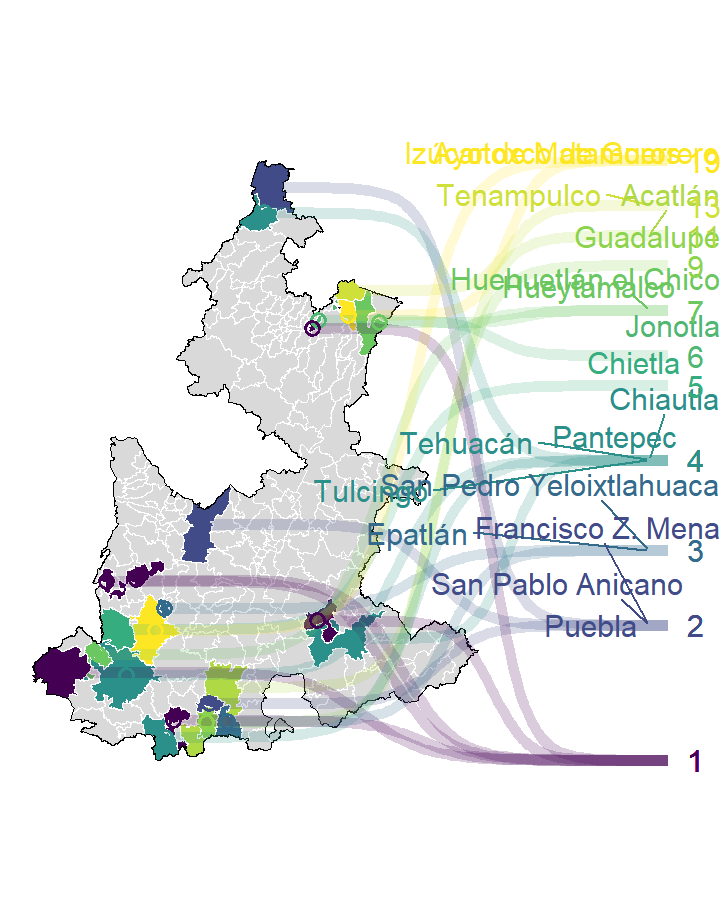 Izúcar de Matamoros
Ayotoxco de Guerrero
19
Tenampulco
Acatlán
13
Guadalupe
11
9
Huehuetlán el Chico
Hueytamalco
7
Jonotla
6
Chietla
5
Chiautla
Pantepec
Tehuacán
4
Tulcingo
San Pedro Yeloixtlahuaca
Francisco Z. Mena
Epatlán
3
San Pablo Anicano
Puebla
2
1